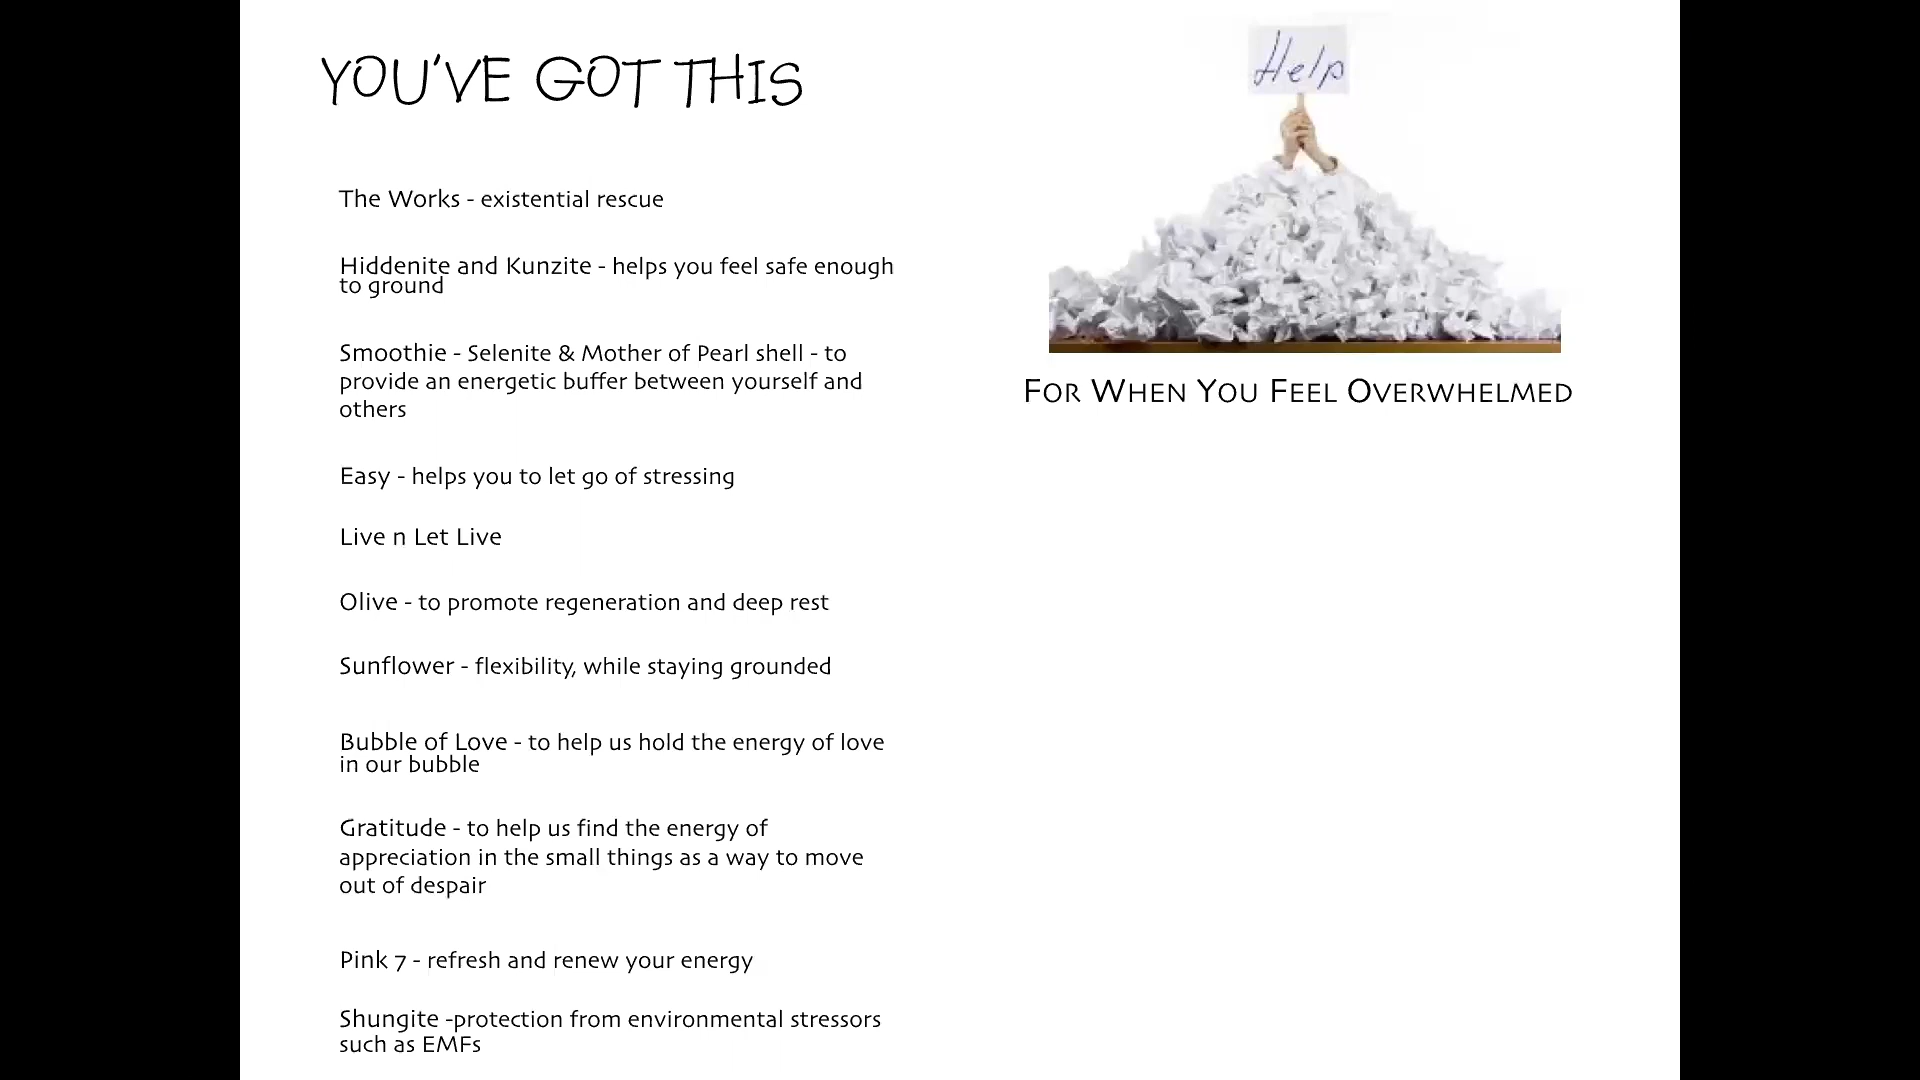 YOU'VE GOT THIS
Help
The Works - existential rescue
Hiddenite and Kunzite - helps you feel safe enough
to ground
Smoothie - Selenite & Mother of Pearl shell - to
provide an energetic buffer between yourself and
others
FOR WHEN YOU FEEL OVERWHELMED
Easy - helps you to let go of stressing
Live n Let Live
Olive - to promote regeneration and deep rest
Sunflower - flexibility, while staying grounded
Bubble of Love - to help us hold the energy of love
in our bubble
Gratitude - to help us find the energy of
appreciation in the small things as a way to move
out of despair
Pink 7 - refresh and renew your energy
Shungite -protection from environmental stressors
such as EMFs